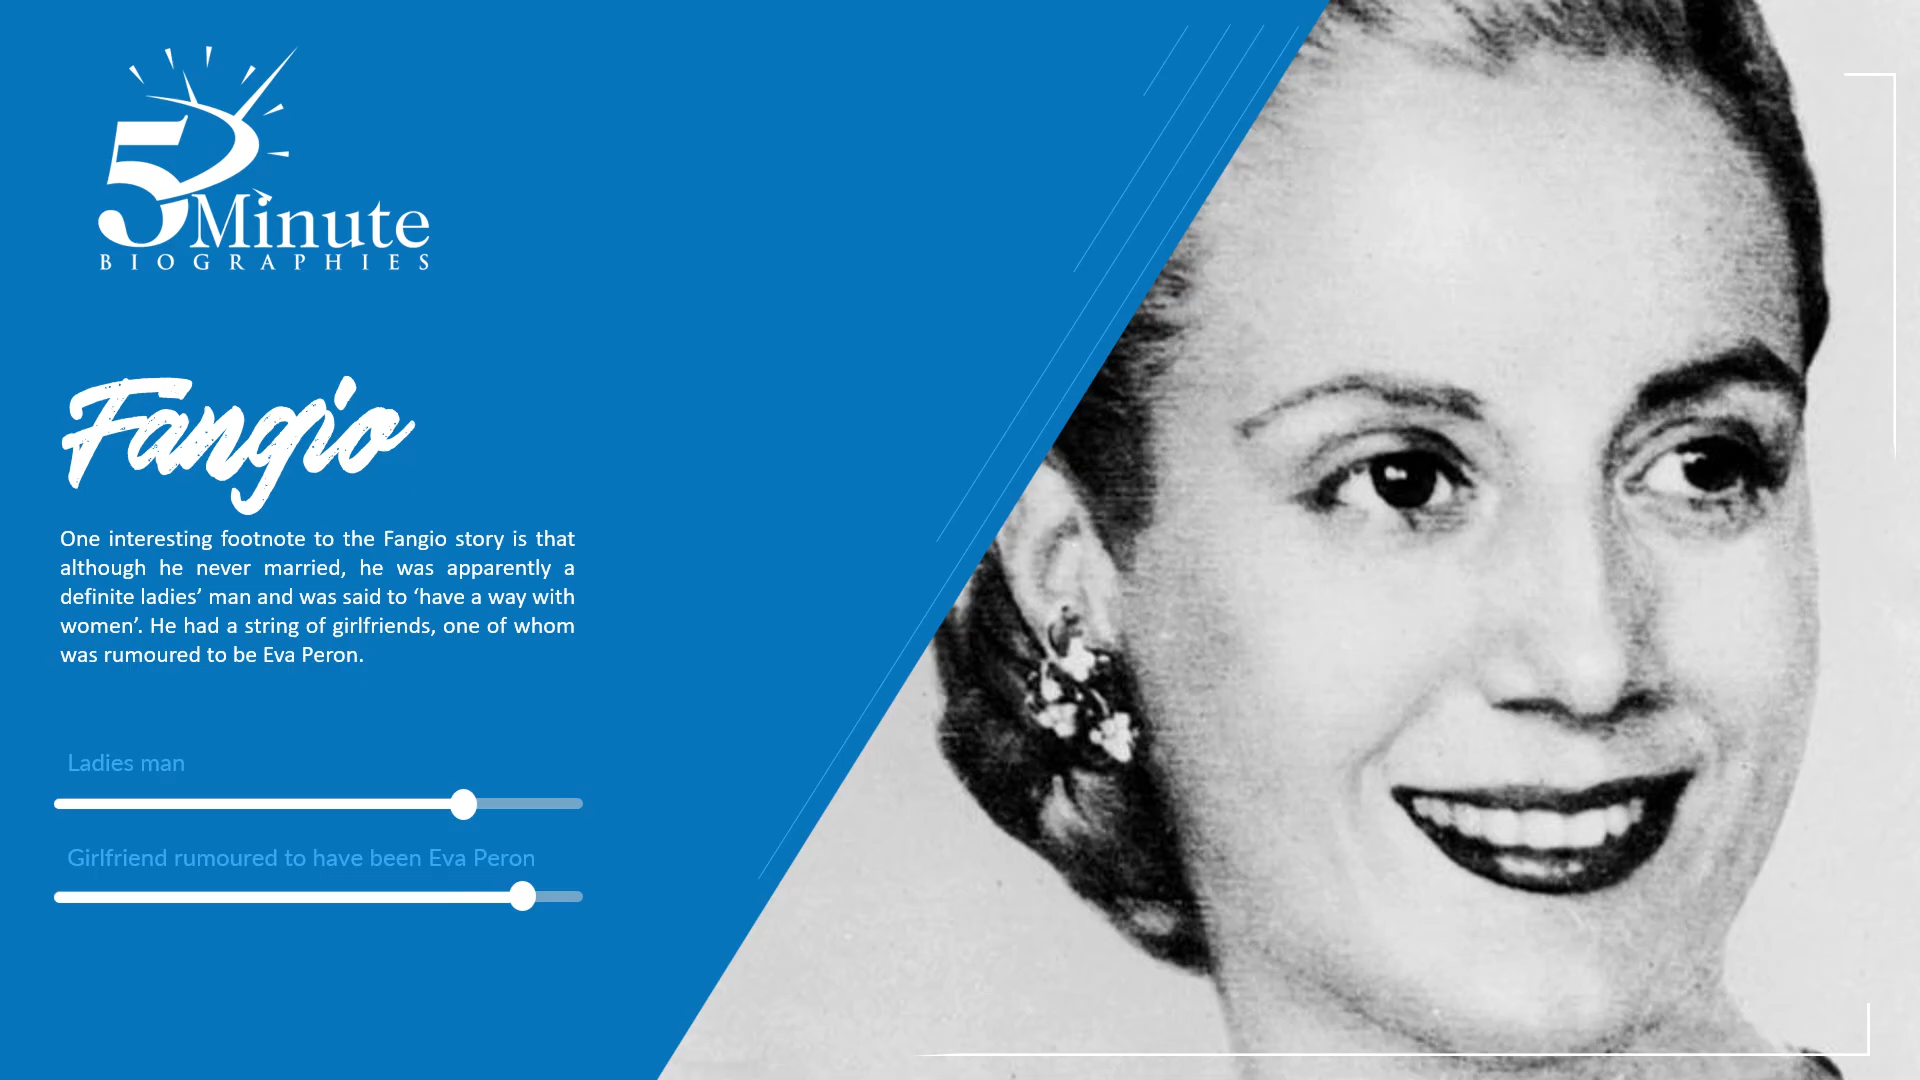 5 Minute
BIOGRAPHIES
Fangio
One interesting footnote to the Fangio story is that
although he never married, he was apparently a
definite ladies’ man and was said to ‘have a way with
women’. He had a string of girlfriends, one of whom
was rumoured to be Eva Peron.
Ladies man
Girlfriend rumoured to have been Eva Peron